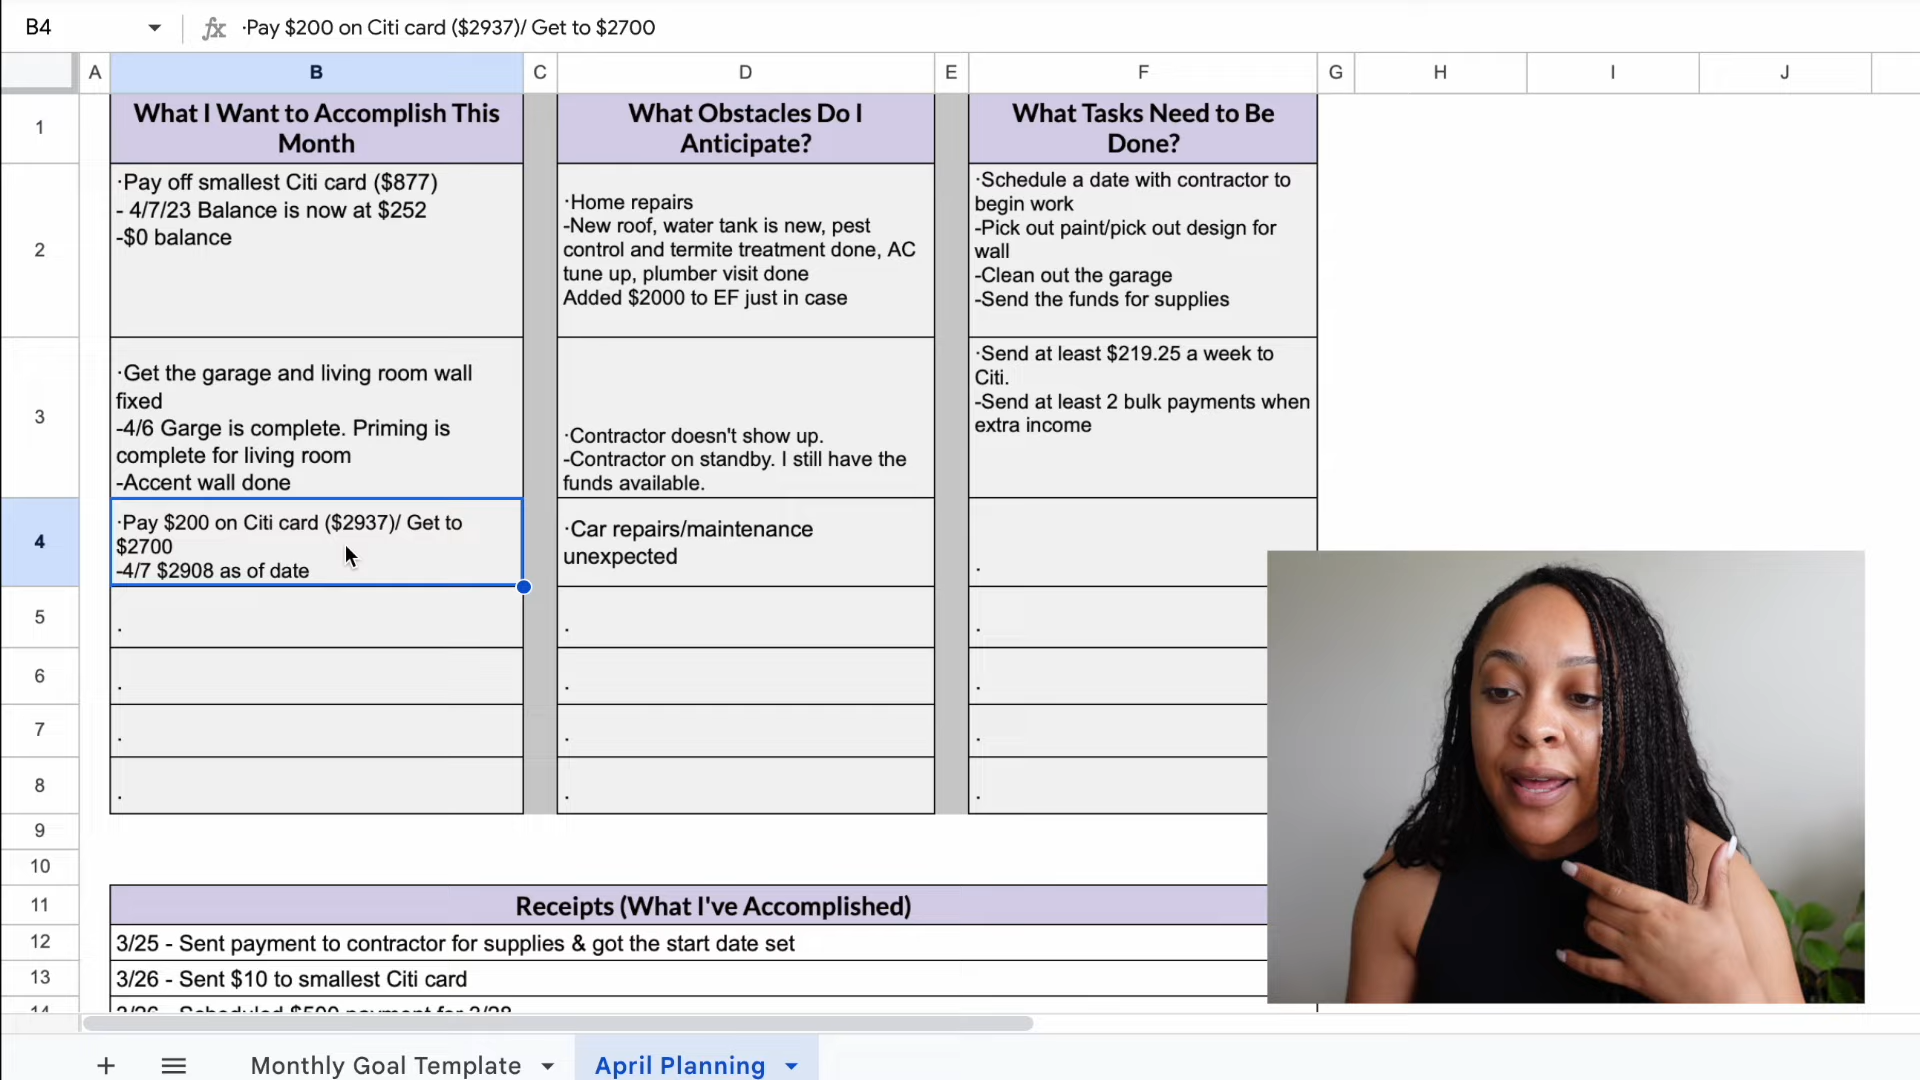 B4
·Pay $200 on Citi card ($2937)/ Get to $2700
A B C D E F G H I J
1
What I Want to Accomplish This
Month
What Obstacles Do I
Anticipate?
What Tasks Need to Be
Done?
2
·Pay off smallest Citi card ($877)
- 4/7/23 Balance is now at $252
-$0 balance
·Home repairs
-New roof, water tank is new, pest
control and termite treatment done, AC
tune up, plumber visit done
Added $2000 to EF just in case
·Schedule a date with contractor to
begin work
-Pick out paint/pick out design for
wall
-Clean out the garage
-Send the funds for supplies
3
·Get the garage and living room wall
fixed
-4/6 Garge is complete. Priming is
complete for living room
-Accent wall done
·Contractor doesn't show up.
-Contractor on standby. I still have the
funds available.
·Send at least $219.25 a week to
Citi.
-Send at least 2 bulk payments when
extra income
4
·Pay $200 on Citi card ($2937)/ Get to
$2700
-4/7 $2908 as of date
·Car repairs/maintenance
unexpected
.
5
. . .
6
. . .
7
. . .
8
. . .
9
10
11
Receipts (What I've Accomplished)
12
3/25 - Sent payment to contractor for supplies & got the start date set
13
3/26 - Sent $10 to smallest Citi card
14
3/26 - Scheduled $500 payment for 3/28
Monthly Goal Template
April Planning